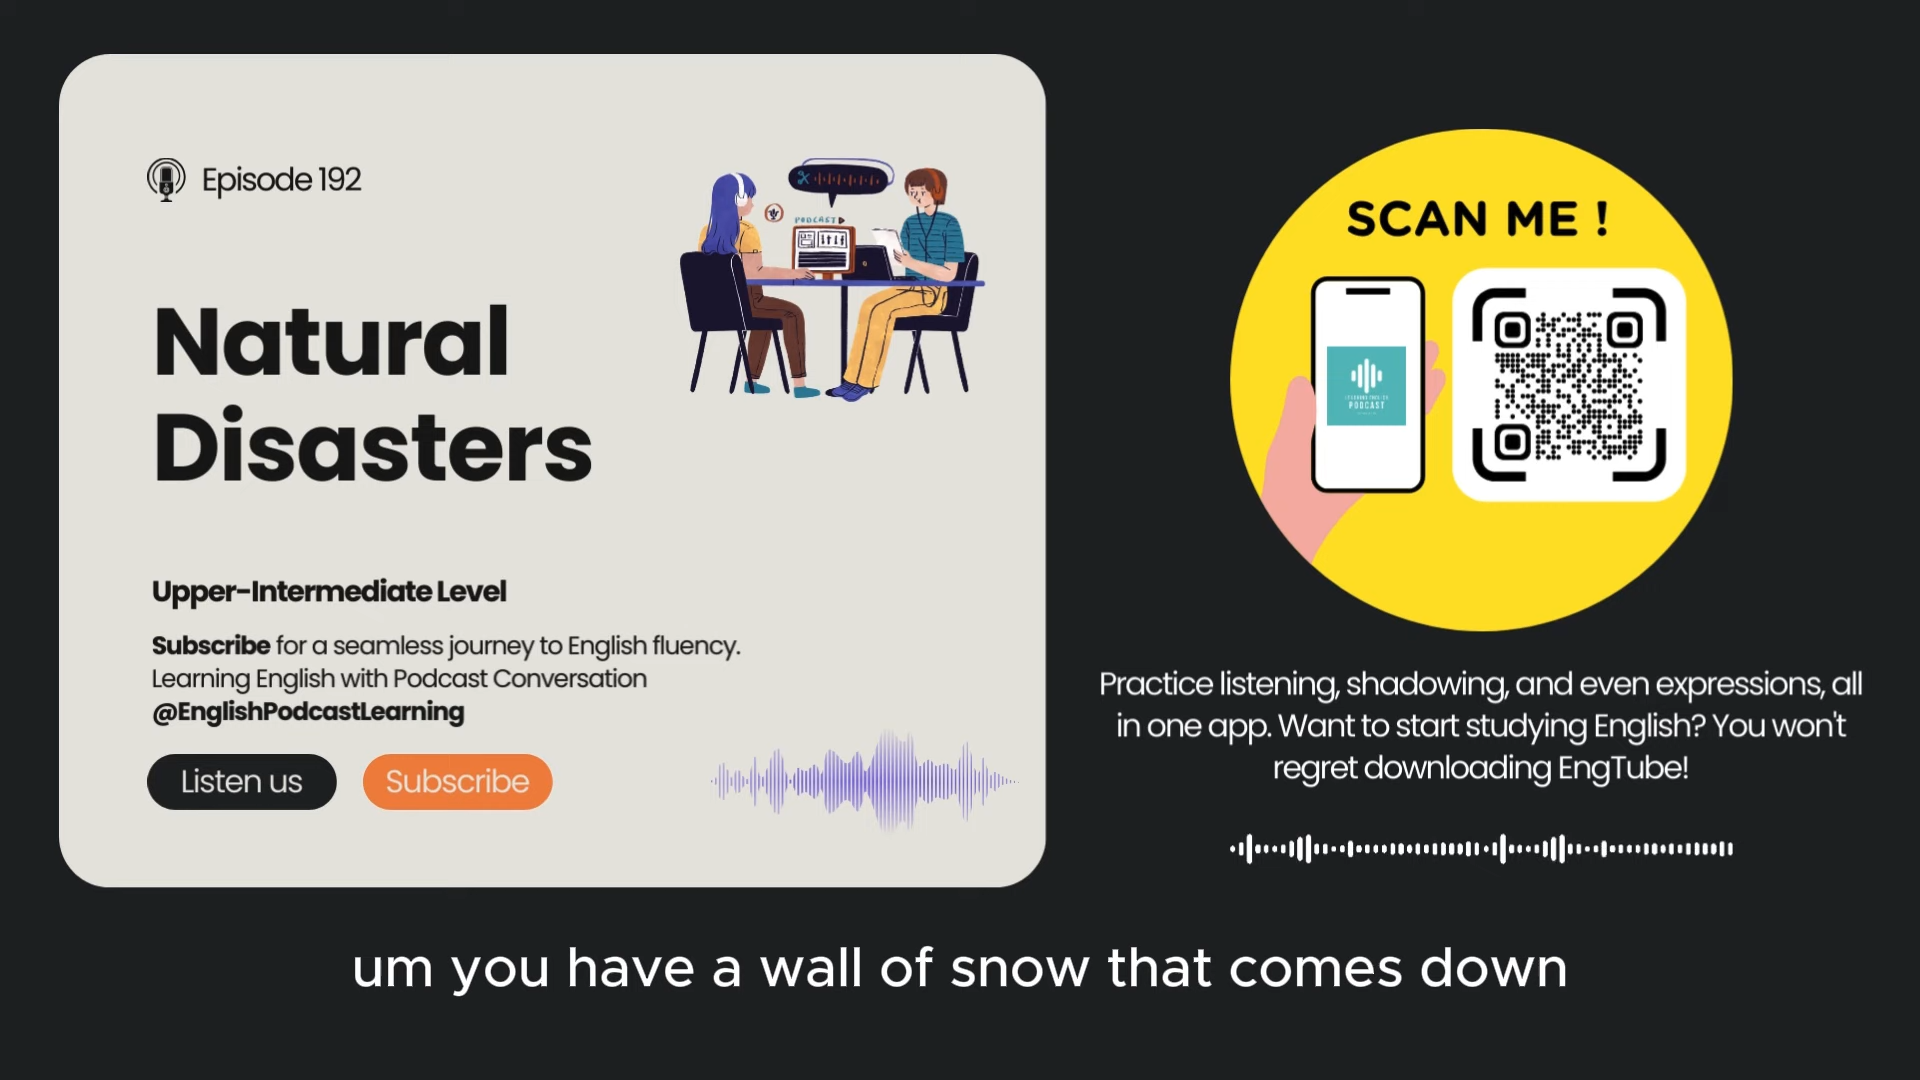 Episode 192
PODCAST
Natural
Disasters
Upper-Intermediate Level
Subscribe for a seamless journey to English fluency.
Learning English with Podcast Conversation
@EnglishPodcastLearning
Listen us
Subscribe
SCAN ME !
PODCAST
Practice listening, shadowing, and even expressions, all
in one app. Want to start studying English? You won't
regret downloading EngTube!
um you have a wall of snow that comes down